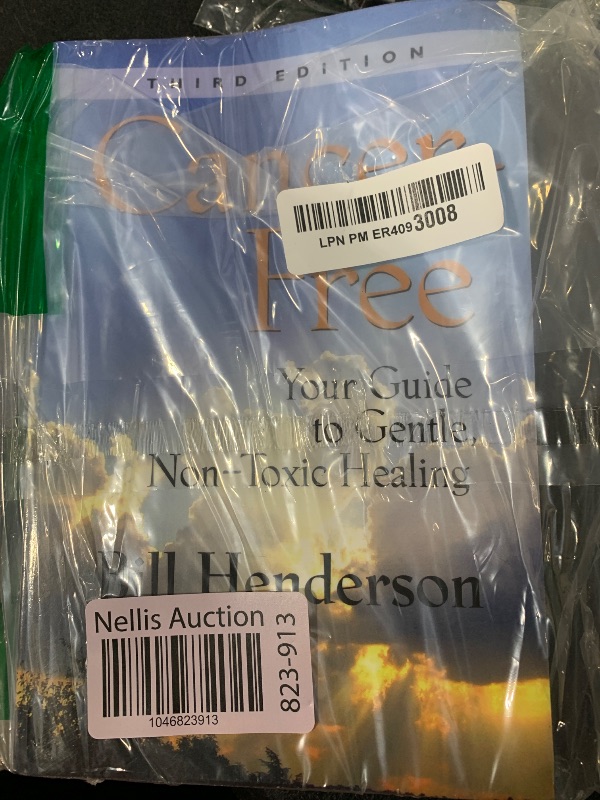 THIRD EDITION
Cancer-
Free
LPN PM ER4093008
Your Guide
to Gentle,
Non-Toxic Healing
Bill Henderson
Nellis Auction
1046823913
823-913